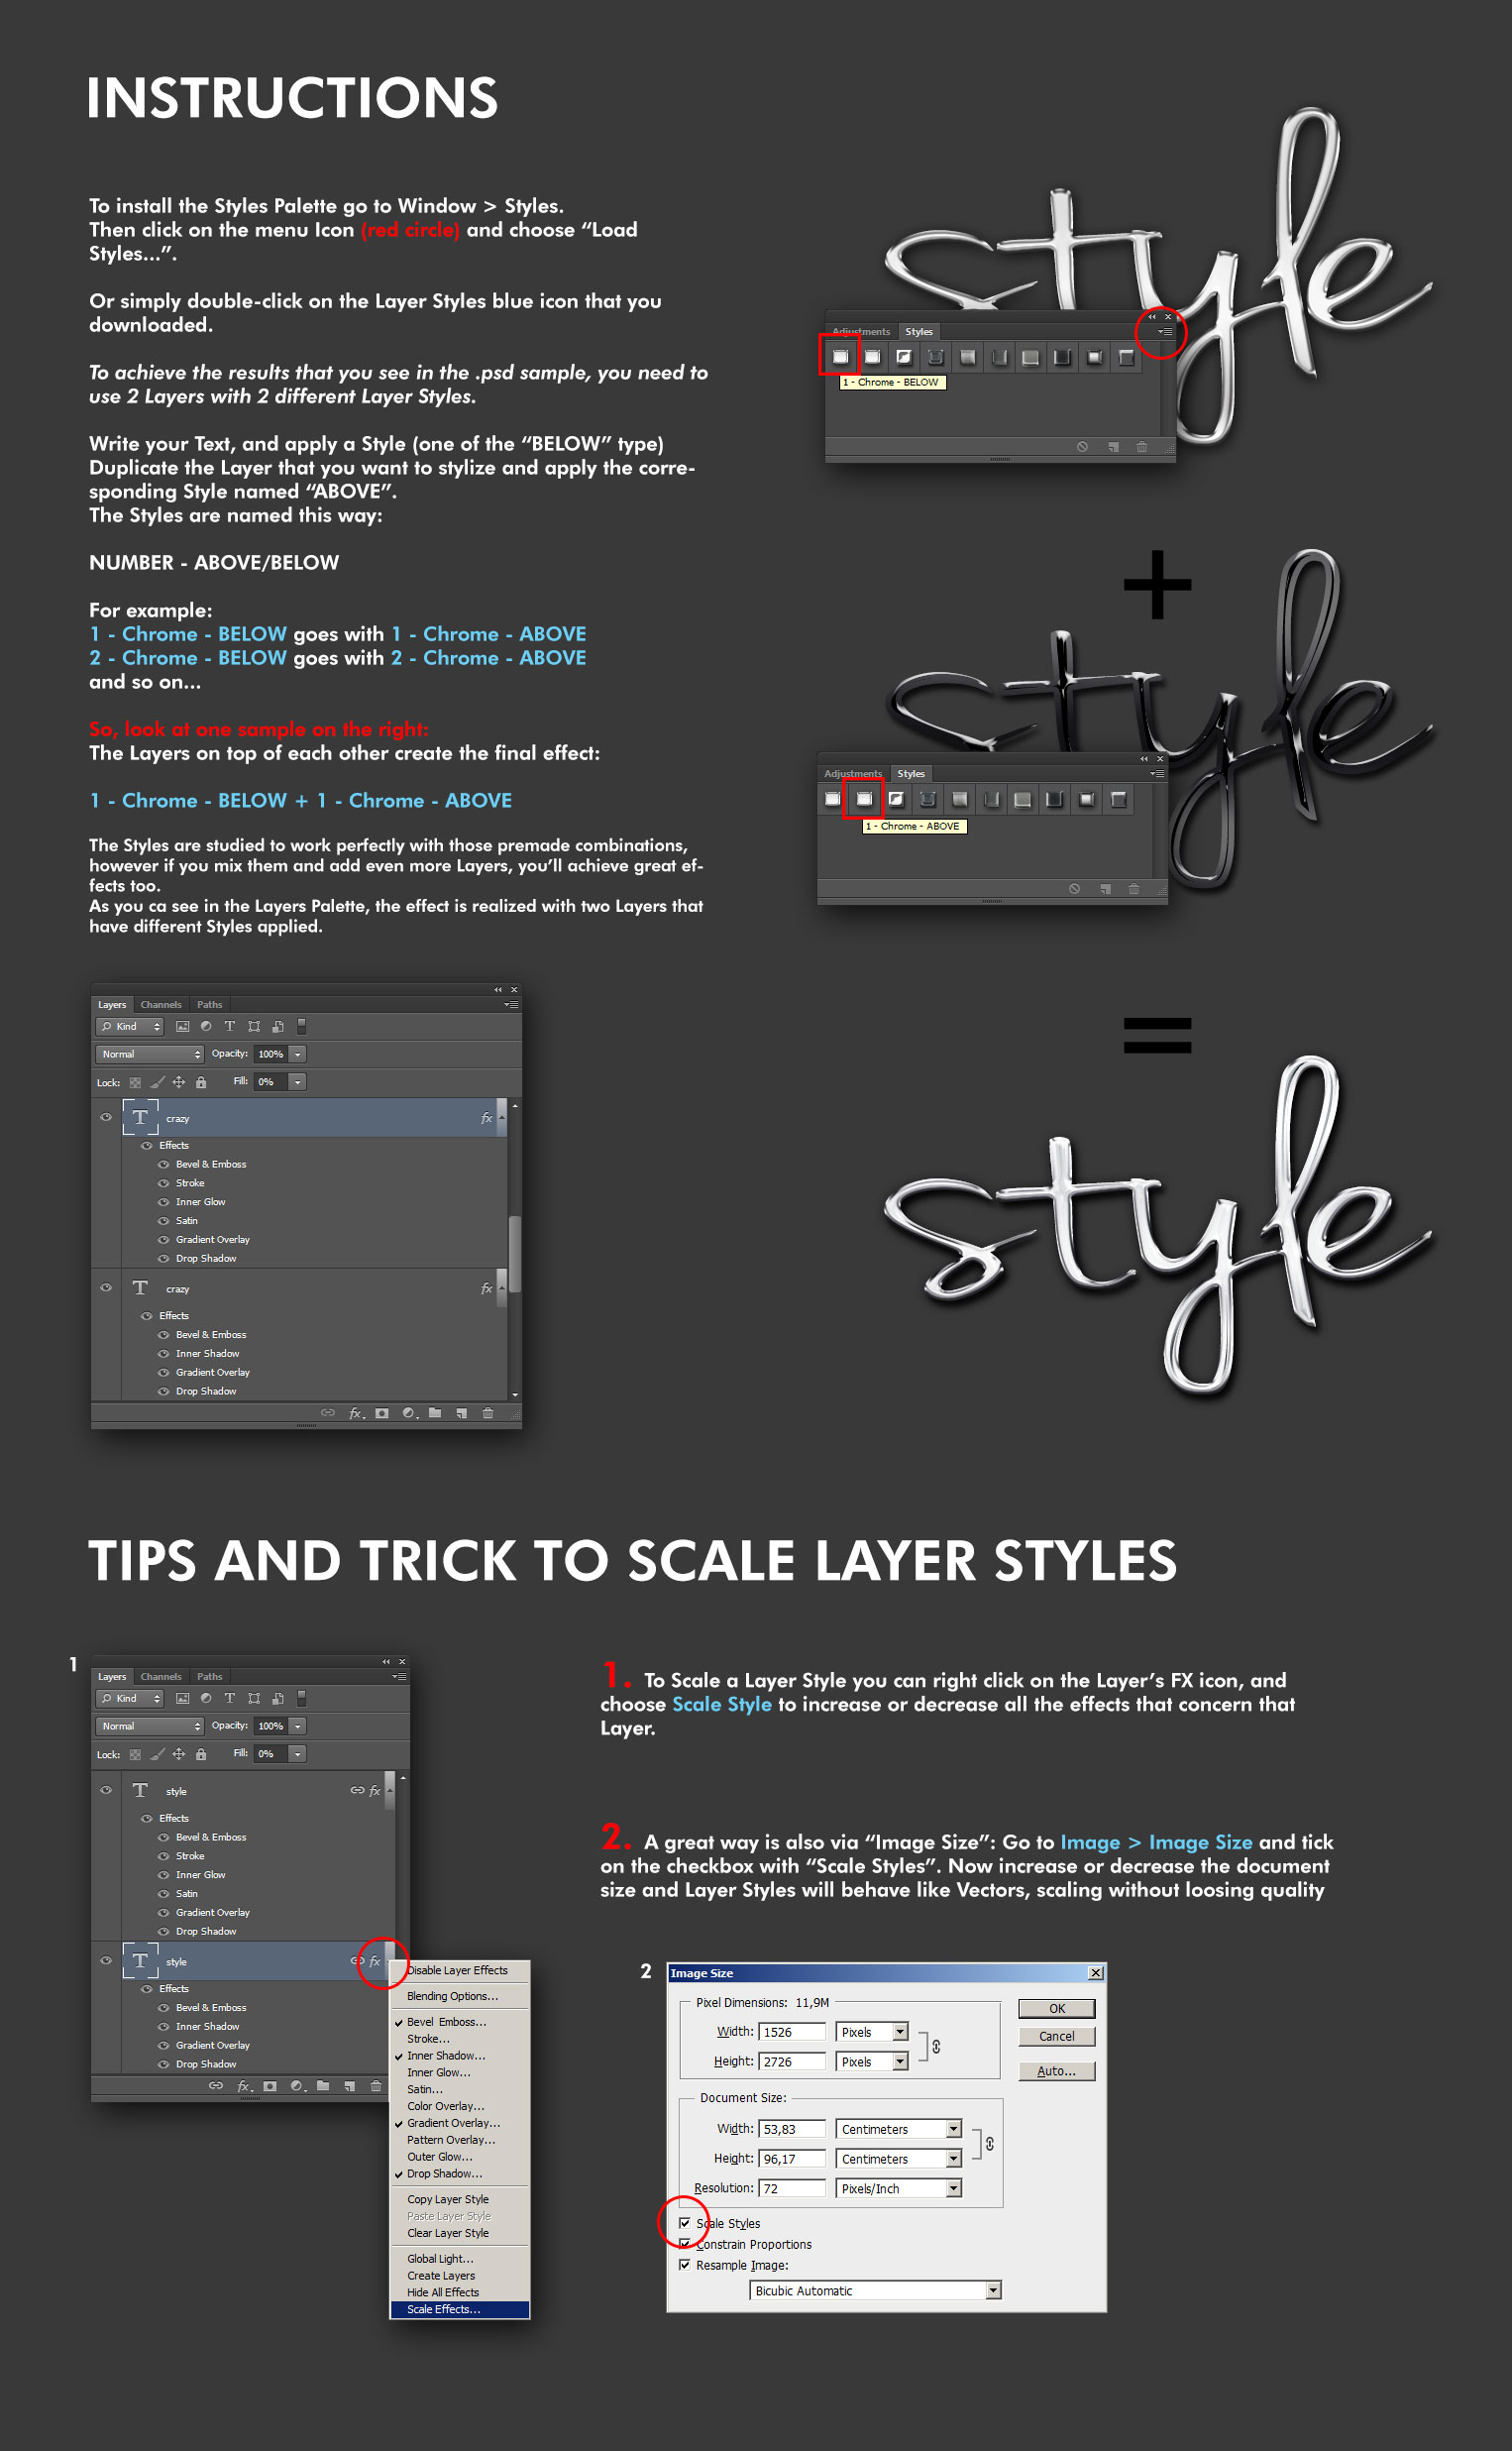 INSTRUCTIONS
To install the Styles Palette go to Window > Styles.
Then click on the menu Icon (red circle) and choose “Load
Styles...”.
Or simply double-click on the Layer Styles blue icon that you
downloaded.
To achieve the results that you see in the .psd sample, you need to
use 2 Layers with 2 different Layer Styles.
Write your Text, and apply a Style (one of the “BELOW” type)
Duplicate the Layer that you want to stylize and apply the corre-
sponding Style named “ABOVE”.
The Styles are named this way:
NUMBER - ABOVE/BELOW
For example:
1 - Chrome - BELOW goes with 1 - Chrome - ABOVE
2 - Chrome - BELOW goes with 2 - Chrome - ABOVE
and so on...
So, look at one sample on the right:
The Layers on top of each other create the final effect:
1 - Chrome - BELOW + 1 - Chrome - ABOVE
The Styles are studied to work perfectly with those premade combinations,
however if you mix them and add even more Layers, you’ll achieve great ef-
fects too.
As you ca see in the Layers Palette, the effect is realized with two Layers that
have different Styles applied.
style
Adjustments Styles
1 - Chrome - BELOW
+
style
Adjustments Styles
1 - Chrome - ABOVE
=
style
Layers Channels Paths
Kind
Normal Opacity: 100%
Lock: Fill: 0%
T crazy fx
Effects
Bevel & Emboss
Stroke
Inner Glow
Satin
Gradient Overlay
Drop Shadow
T crazy fx
Effects
Bevel & Emboss
Inner Shadow
Gradient Overlay
Drop Shadow
fx
TIPS AND TRICK TO SCALE LAYER STYLES
1
Layers Channels Paths
Kind
Normal Opacity: 100%
Lock: Fill: 0%
T style fx
Effects
Bevel & Emboss
Stroke
Inner Glow
Satin
Gradient Overlay
Drop Shadow
T style fx
Effects
Bevel & Emboss
Inner Shadow
Gradient Overlay
Drop Shadow
fx
Disable Layer Effects
Blending Options...
Bevel Emboss...
Stroke...
Inner Shadow...
Inner Glow...
Satin...
Color Overlay...
Gradient Overlay...
Pattern Overlay...
Outer Glow...
Drop Shadow...
Copy Layer Style
Paste Layer Style
Clear Layer Style
Global Light...
Create Layers
Hide All Effects
Scale Effects...
1. To Scale a Layer Style you can right click on the Layer’s FX icon, and
choose Scale Style to increase or decrease all the effects that concern that
Layer.
2. A great way is also via “Image Size”: Go to Image > Image Size and tick
on the checkbox with “Scale Styles”. Now increase or decrease the document
size and Layer Styles will behave like Vectors, scaling without loosing quality
2
Image Size
Pixel Dimensions: 11,9M
Width: 1526 Pixels
Height: 2726 Pixels
OK
Cancel
Auto...
Document Size:
Width: 53,83 Centimeters
Height: 96,17 Centimeters
Resolution: 72 Pixels/Inch
Scale Styles
Constrain Proportions
Resample Image:
Bicubic Automatic